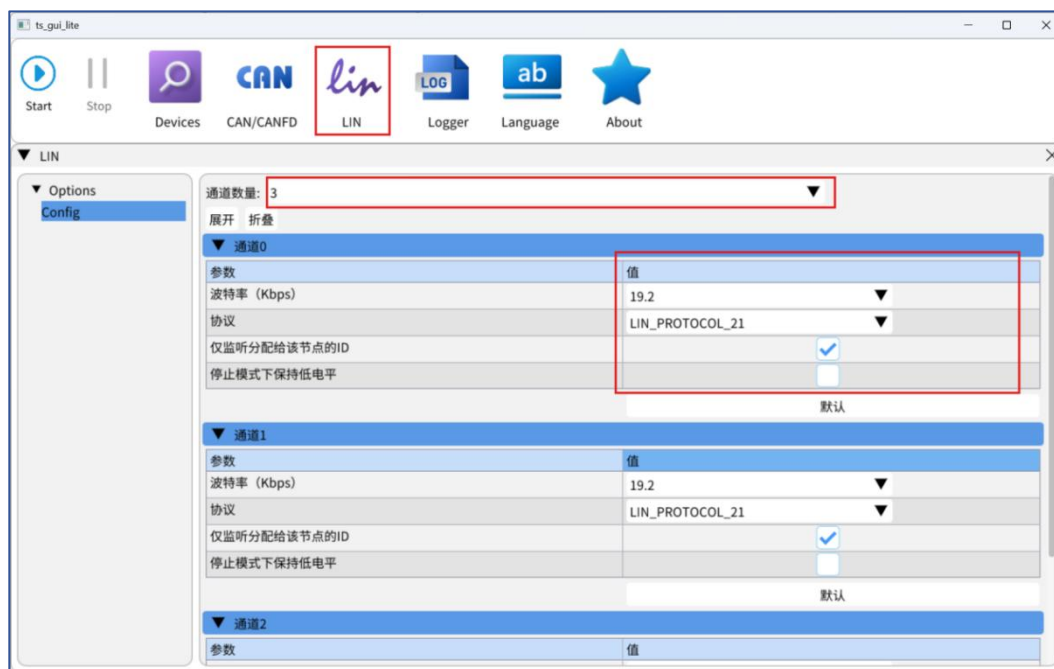 ts_gui_lite
Start
Stop
Devices
CAN
CAN/CANFD
lin
LIN
LOG
Logger
ab
Language
About
LIN
Options
Config
通道数量: 3
展开 折叠
通道0
参数 值
波特率（Kbps） 19.2
协议 LIN_PROTOCOL_21
仅监听分配给该节点的ID
停止模式下保持低电平
默认
通道1
参数 值
波特率（Kbps） 19.2
协议 LIN_PROTOCOL_21
仅监听分配给该节点的ID
停止模式下保持低电平
默认
通道2
参数 值